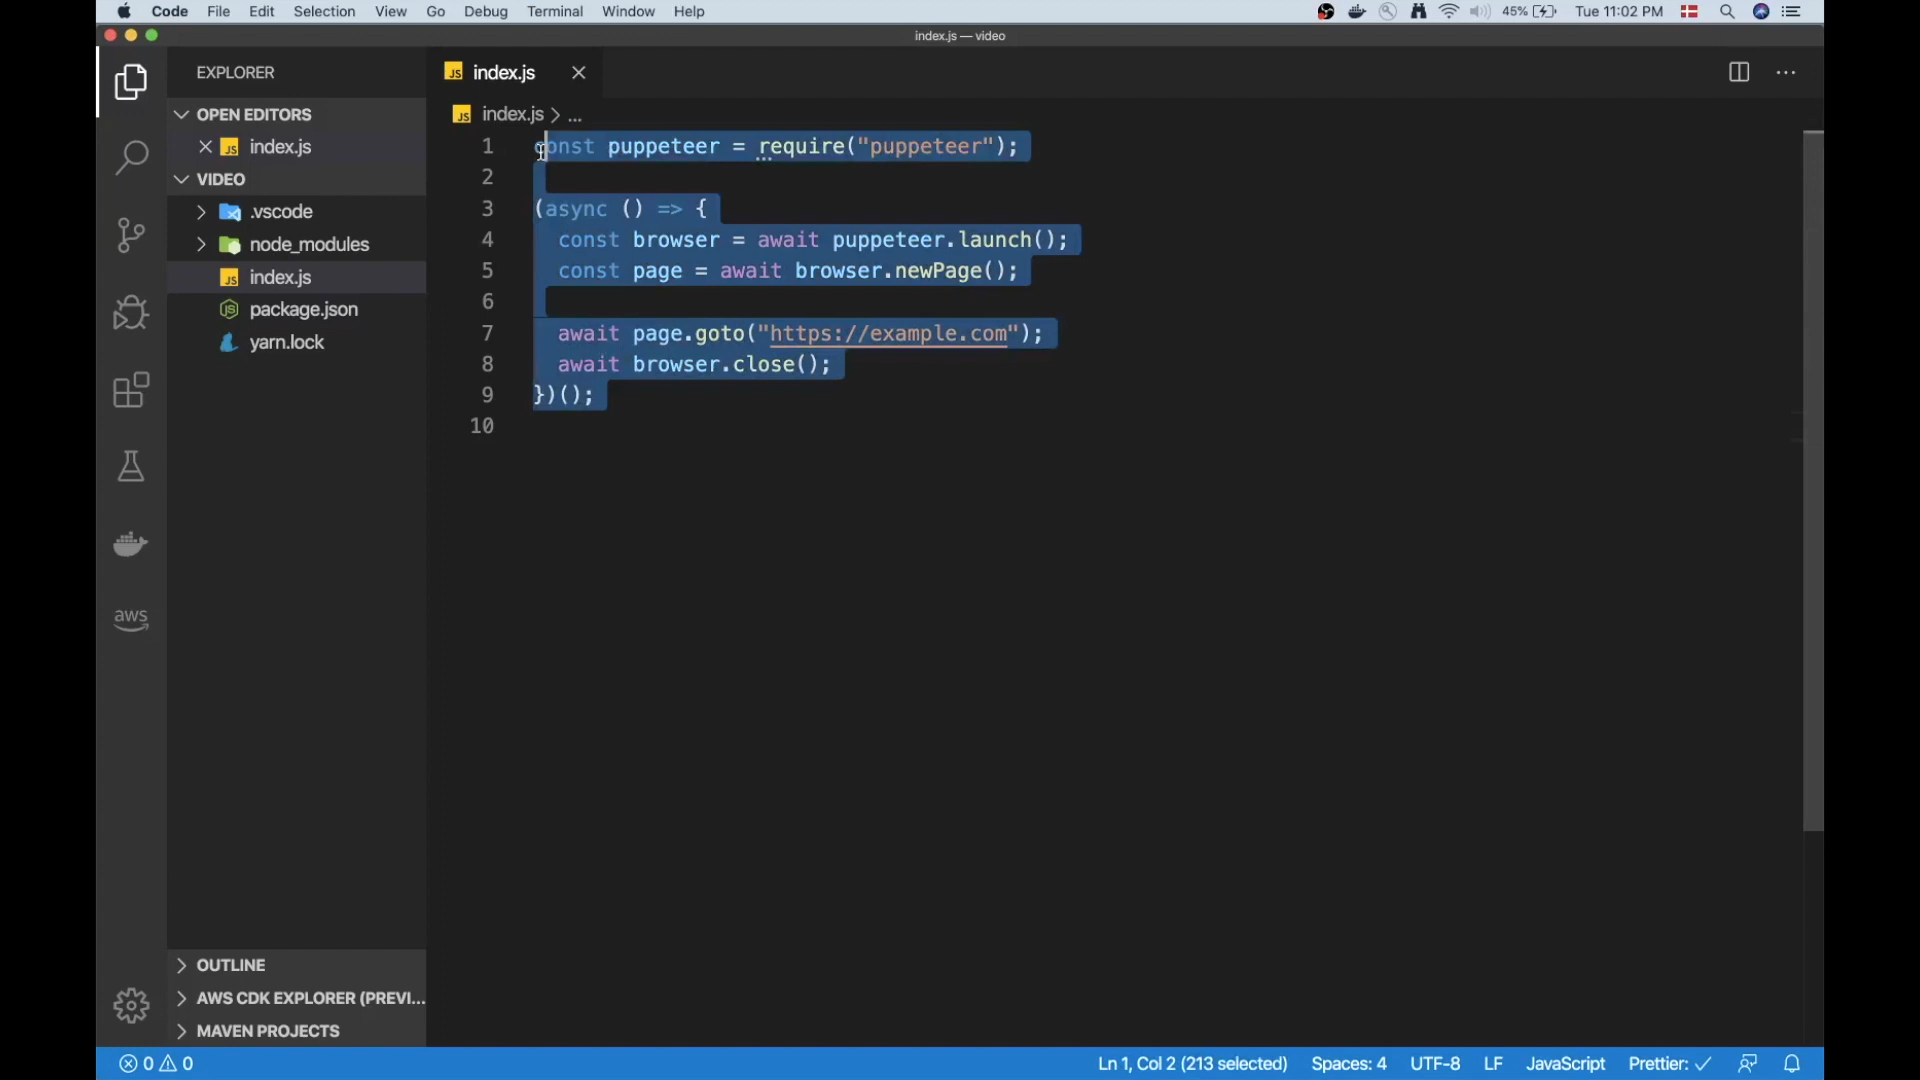 Code File Edit Selection View Go Debug Terminal Window Help 45% Tue 11:02 PM
index.js — video
EXPLORER
OPEN EDITORS
JS index.js
VIDEO
.vscode
node_modules
JS index.js
package.json
yarn.lock
OUTLINE
AWS CDK EXPLORER (PREVI...
MAVEN PROJECTS
aws
JS index.js
JS index.js > ...
1 const puppeteer = require("puppeteer");
2
3 (async () => {
4 const browser = await puppeteer.launch();
5 const page = await browser.newPage();
6
7 await page.goto("https://example.com");
8 await browser.close();
9 })();
10
0 0 Ln 1, Col 2 (213 selected) Spaces: 4 UTF-8 LF JavaScript Prettier: ✓